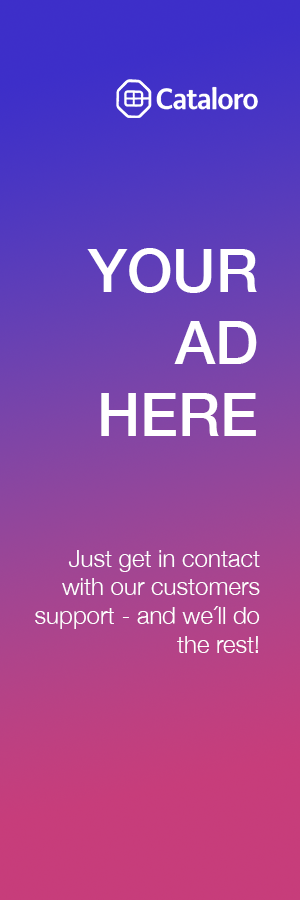 Cataloro
YOUR
AD
HERE
Just get in contact
with our customers
support - and we´ll do
the rest!